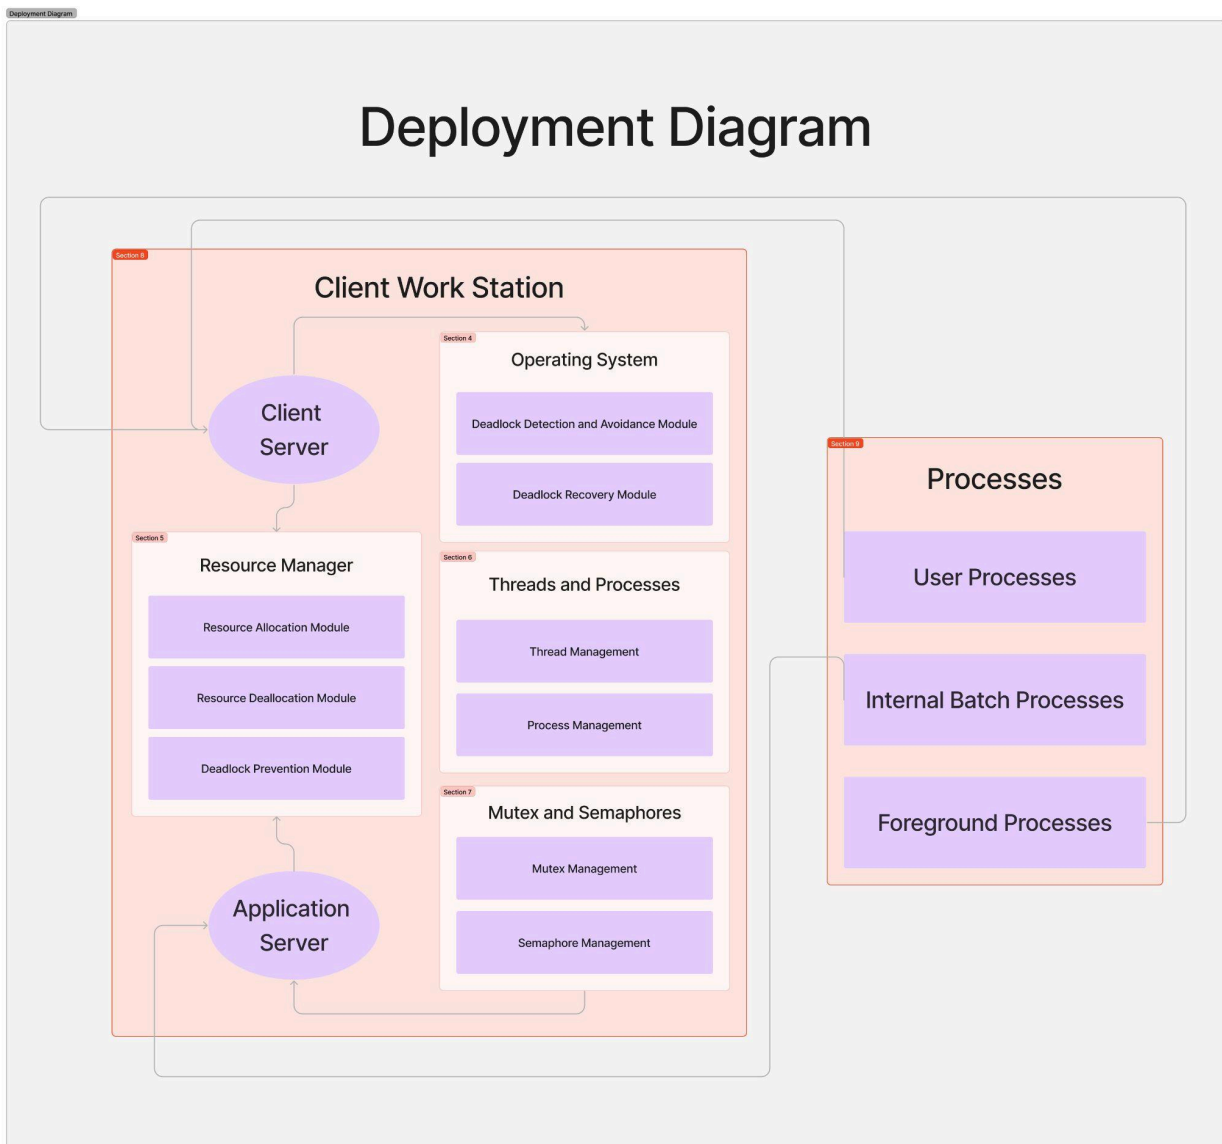 Deployment Diagram
Deployment Diagram
Section 8
Client Work Station
Client
Server
Section 4
Operating System
Deadlock Detection and Avoidance Module
Deadlock Recovery Module
Section 5
Resource Manager
Resource Allocation Module
Resource Deallocation Module
Deadlock Prevention Module
Section 6
Threads and Processes
Thread Management
Process Management
Section 7
Mutex and Semaphores
Mutex Management
Semaphore Management
Application
Server
Section 9
Processes
User Processes
Internal Batch Processes
Foreground Processes